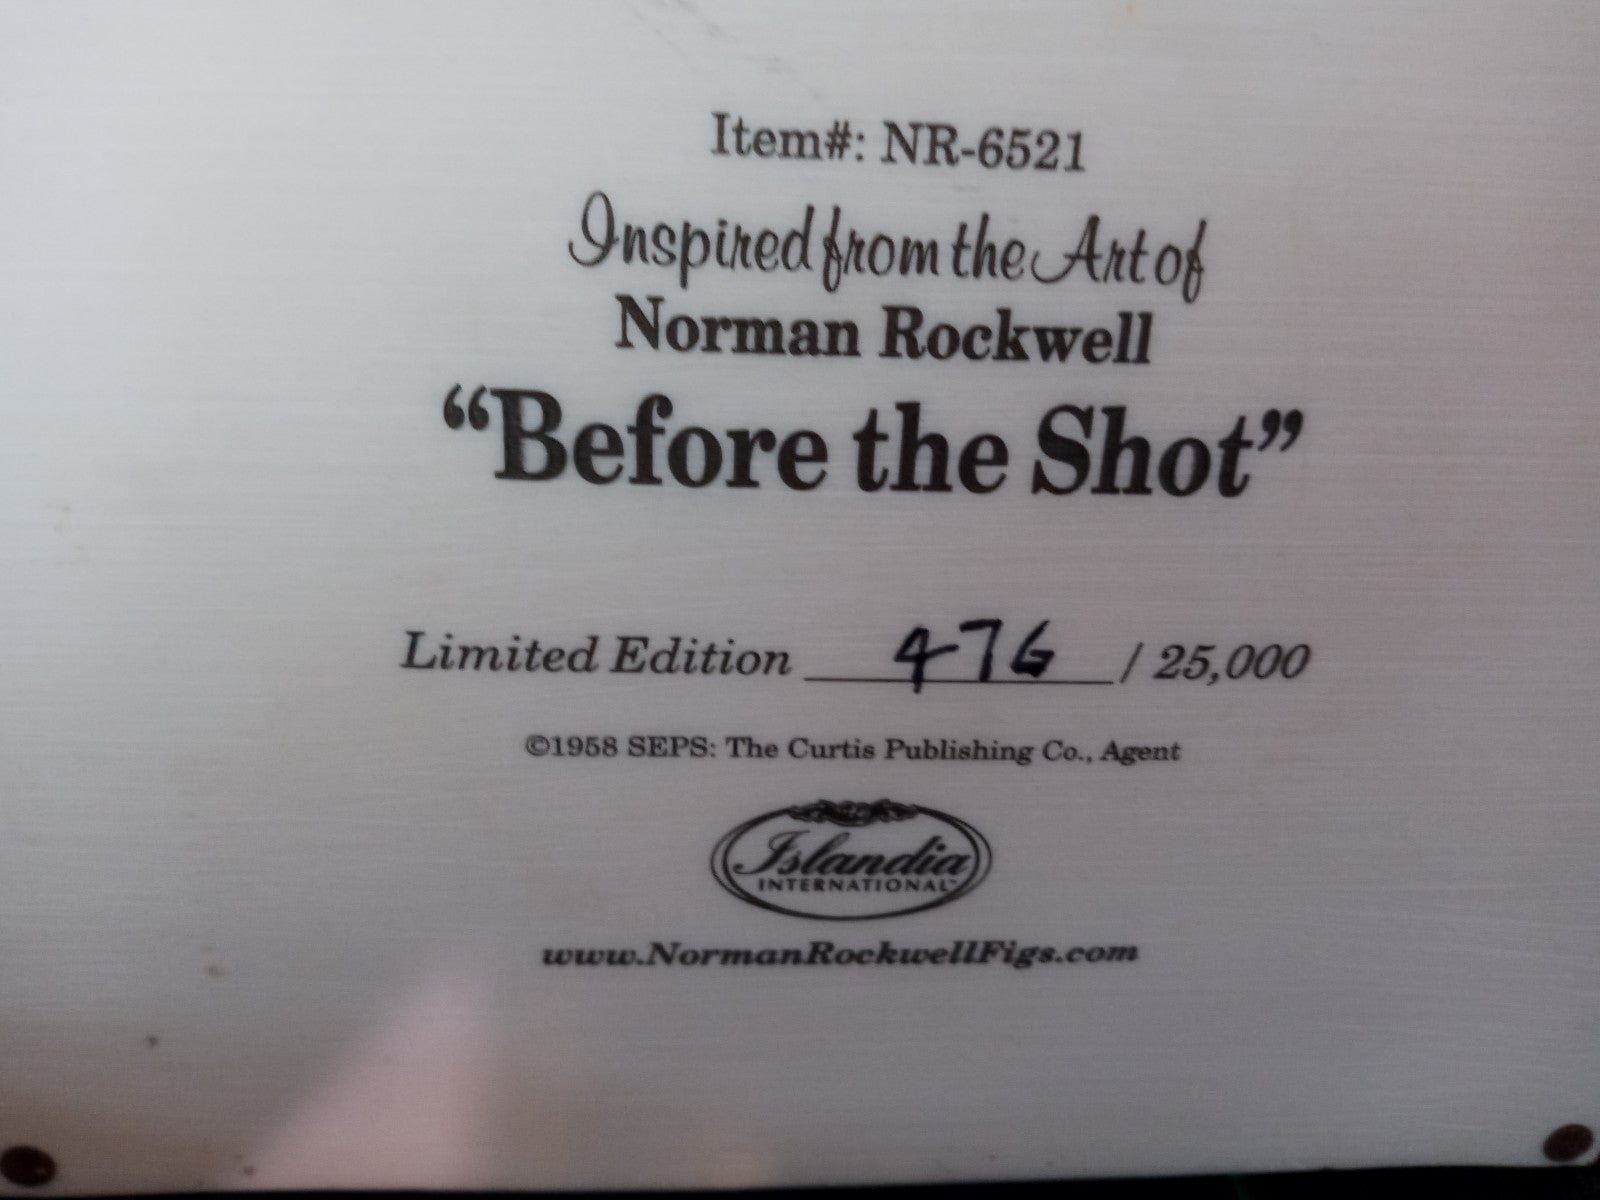 Item#: NR-6521
Inspired from the Art of
Norman Rockwell
“Before the Shot”
Limited Edition 476 / 25,000
©1958 SEPS: The Curtis Publishing Co., Agent
Islandia
INTERNATIONAL™
www.NormanRockwellFigs.com